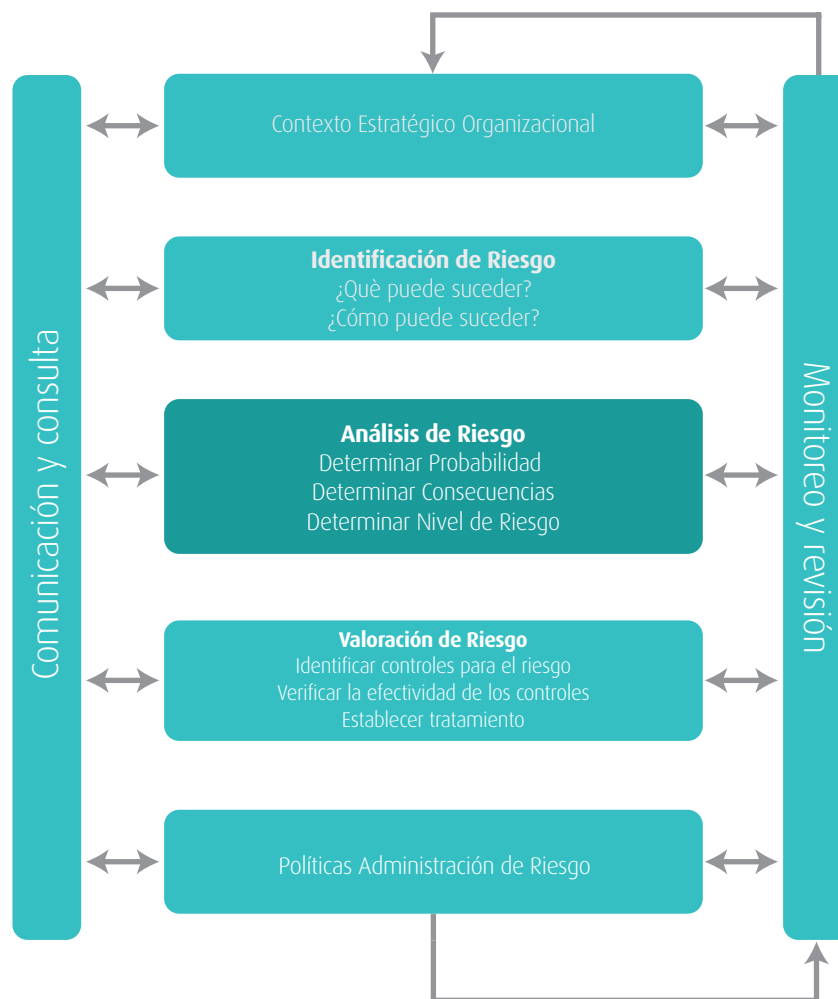 Comunicación y consulta
Contexto Estratégico Organizacional
Identificación de Riesgo
¿Què puede suceder?
¿Cómo puede suceder?
Análisis de Riesgo
Determinar Probabilidad
Determinar Consecuencias
Determinar Nivel de Riesgo
Valoración de Riesgo
Identificar controles para el riesgo
Verificar la efectividad de los controles
Establecer tratamiento
Políticas Administración de Riesgo
Monitoreo y revisión